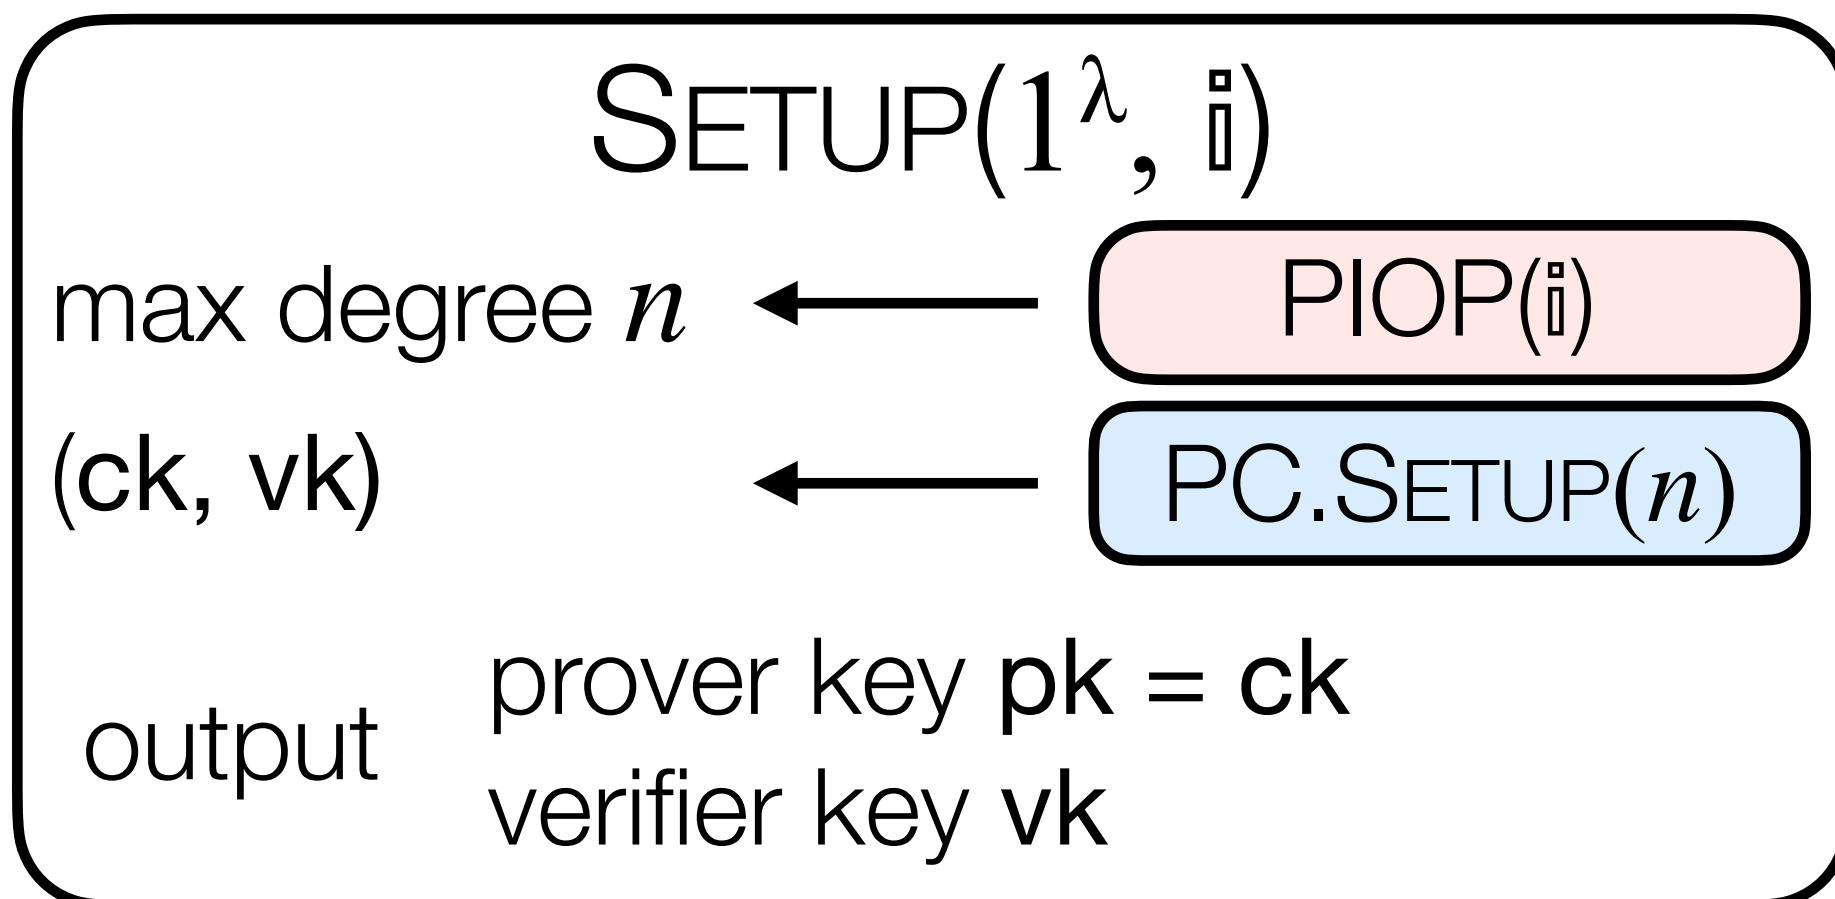 SETUP(1^λ, 𝕚)
max degree n ← PIOP(𝕚)
(ck, vk) ← PC.SETUP(n)
prover key pk = ck
output
verifier key vk